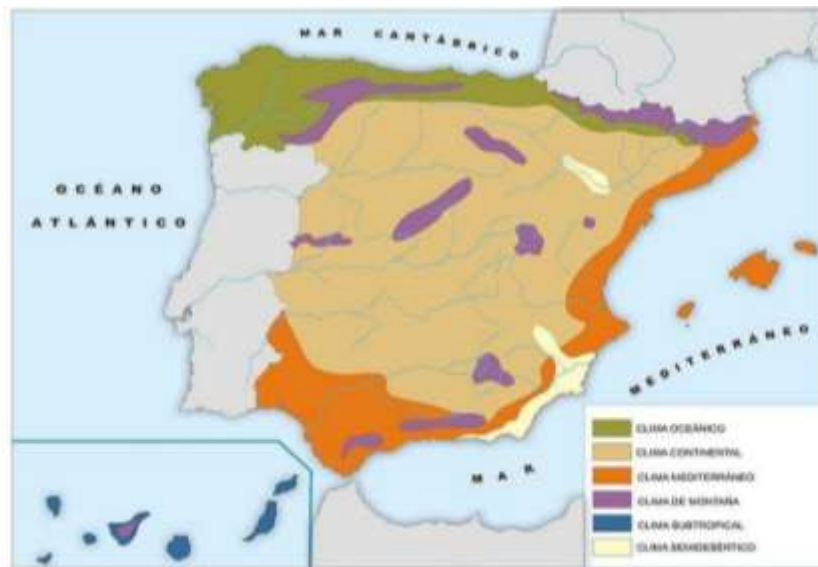 MAR CANTÁBRICO
OCÉANO
ATLÁNTICO
MEDITERRÁNEO
MAR
CLIMA OCEÁNICO
CLIMA CONTINENTAL
CLIMA MEDITERRÁNEO
CLIMA DE MONTAÑA
CLIMA SUBTROPICAL
CLIMA SEMIDESÉRTICO